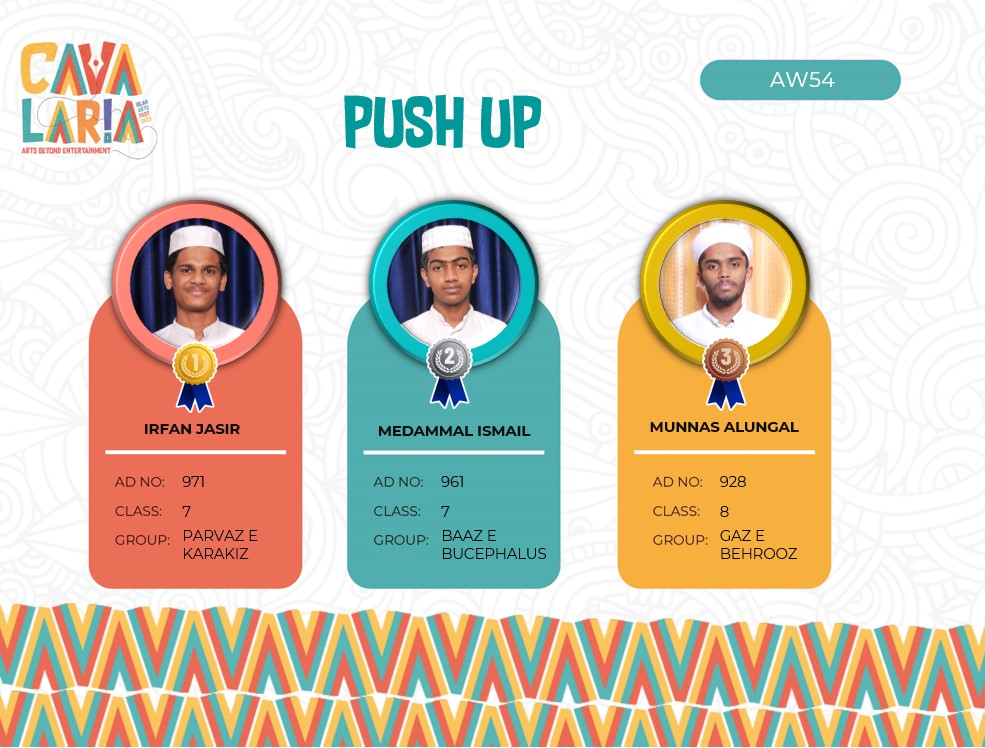 CAVA
LARIA
ARTS BEYOND ENTERTAINMENT
AW54
PUSH UP
1
IRFAN JASIR
AD NO: 971
CLASS: 7
GROUP: PARVAZ E
KARAKIZ
2
MEDAMMAL ISMAIL
AD NO: 961
CLASS: 7
GROUP: BAAZ E
BUCEPHALUS
3
MUNNAS ALUNGAL
AD NO: 928
CLASS: 8
GROUP: GAZ E
BEHROOZ